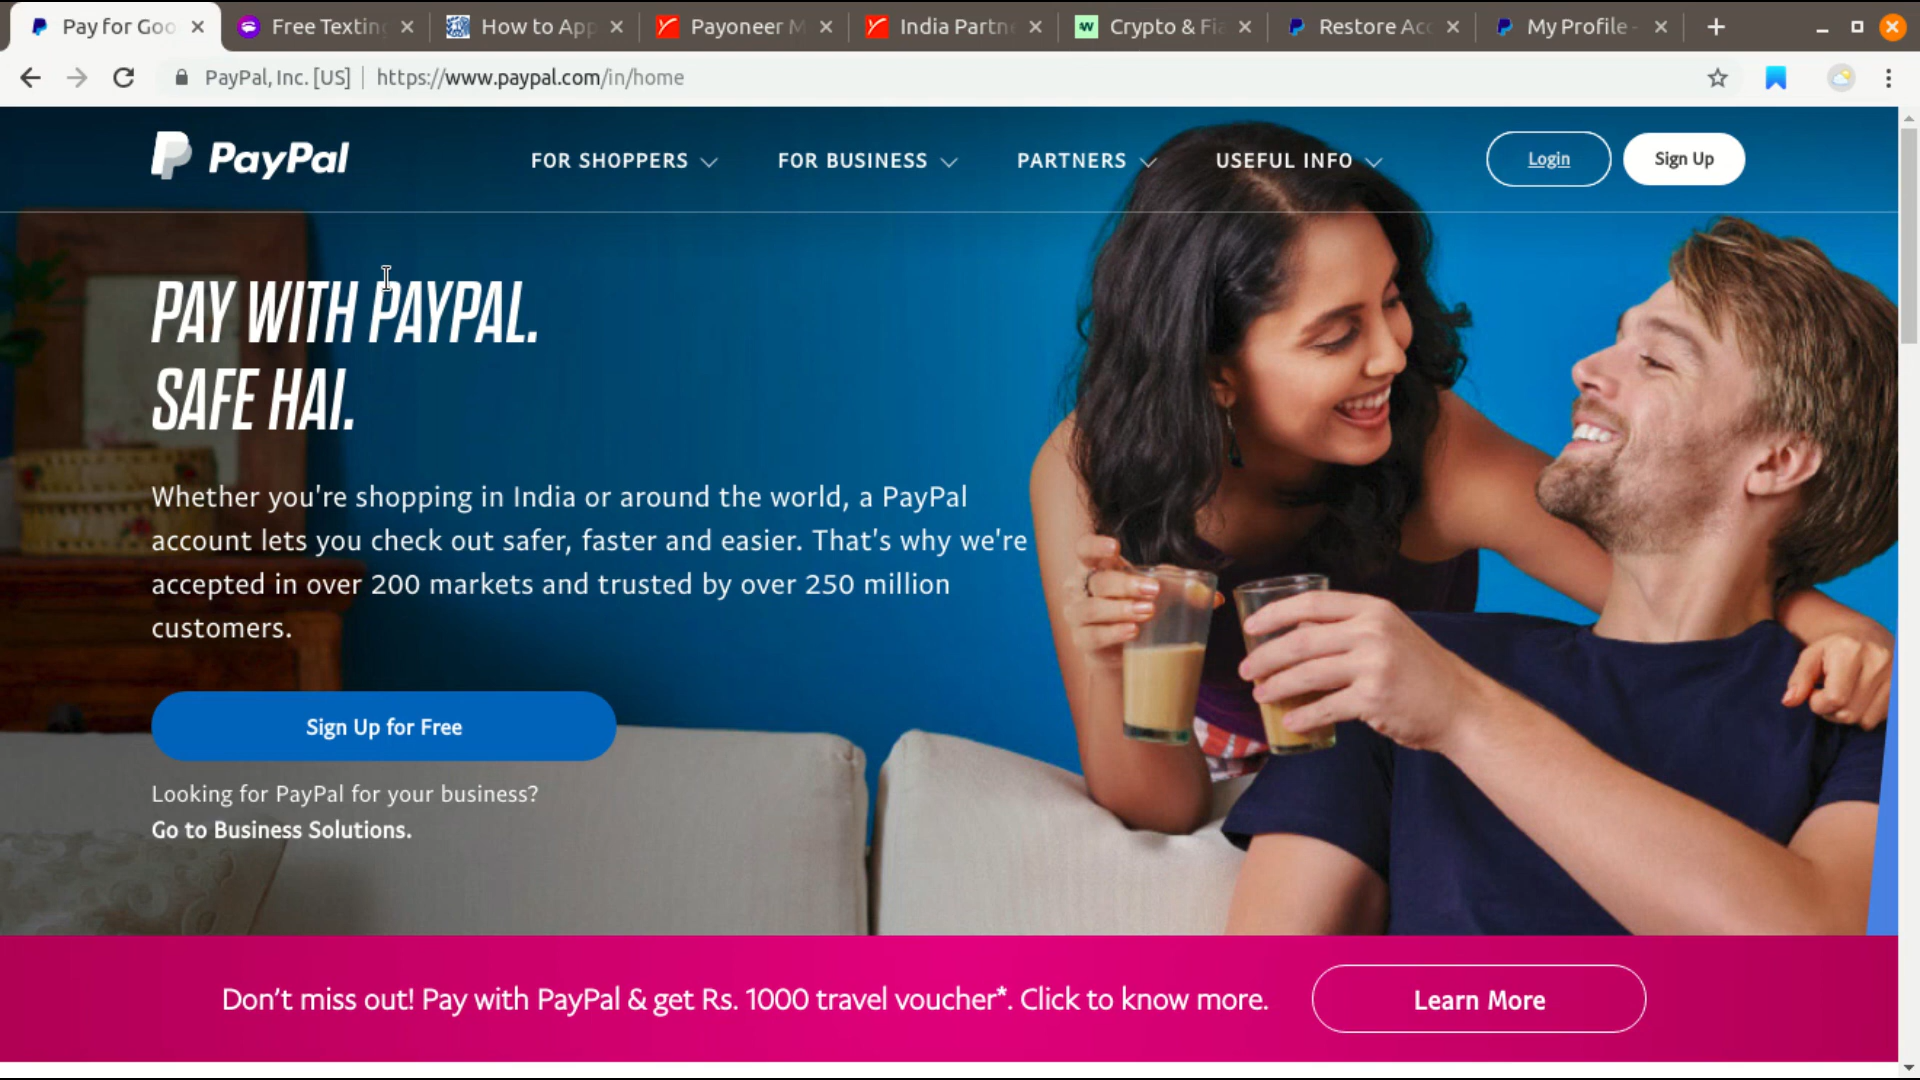 Pay for Goo
Free Texting
How to App
Payoneer M
India Partne
Crypto & Fia
Restore Acc
My Profile -
PayPal, Inc. [US]
https://www.paypal.com/in/home
PayPal
FOR SHOPPERS
FOR BUSINESS
PARTNERS
USEFUL INFO
Login
Sign Up
PAY WITH PAYPAL.
SAFE HAI.
Whether you're shopping in India or around the world, a PayPal
account lets you check out safer, faster and easier. That's why we're
accepted in over 200 markets and trusted by over 250 million
customers.
Sign Up for Free
Looking for PayPal for your business?
Go to Business Solutions.
Don't miss out! Pay with PayPal & get Rs. 1000 travel voucher*. Click to know more.
Learn More